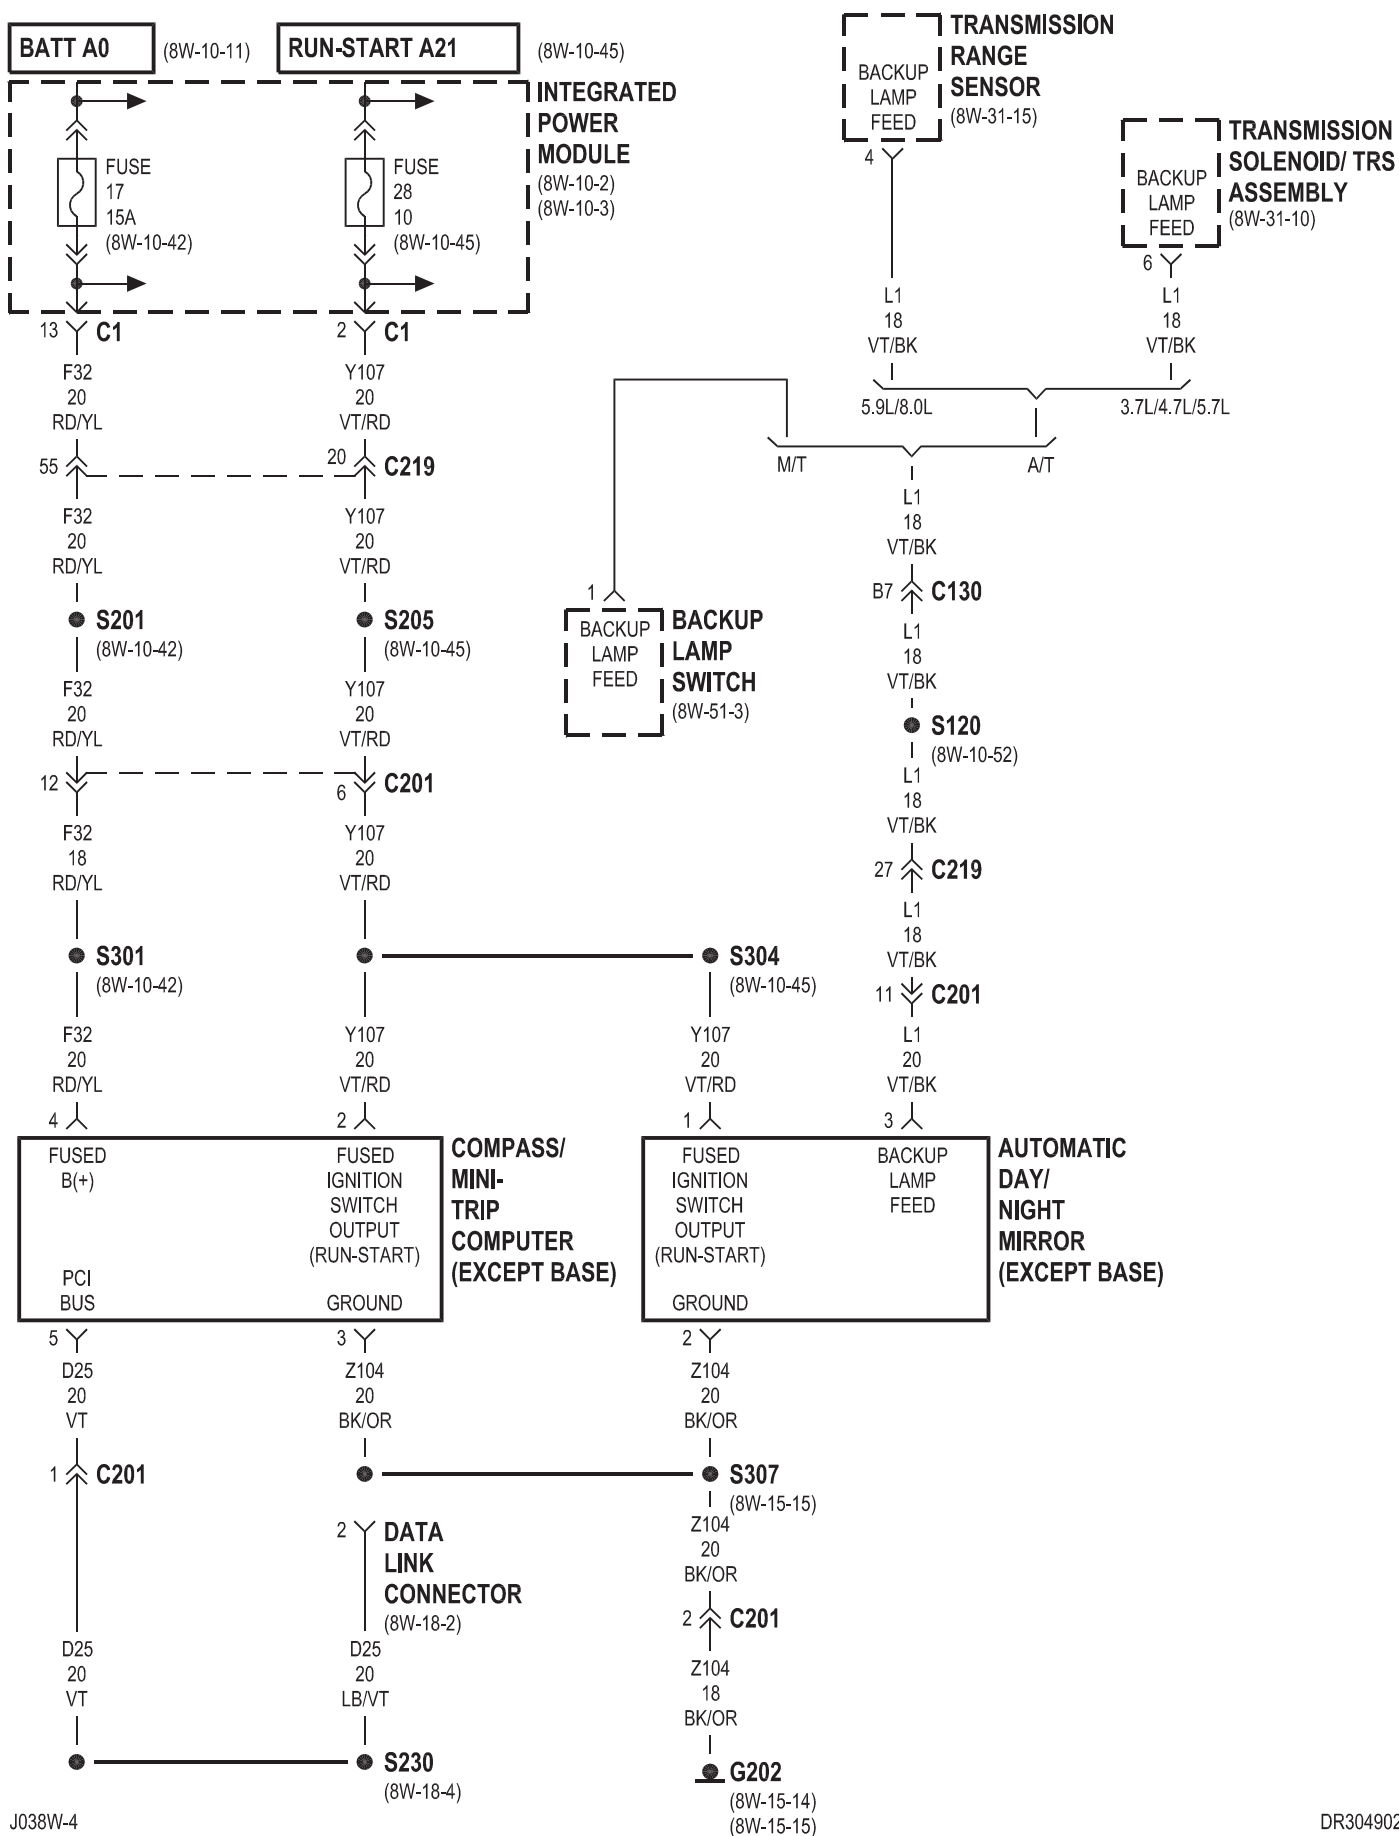 BATT A0
(8W-10-11)
RUN-START A21
(8W-10-45)
INTEGRATED
POWER
MODULE
(8W-10-2)
(8W-10-3)
FUSE
17
15A
(8W-10-42)
FUSE
28
10
(8W-10-45)
TRANSMISSION
RANGE
SENSOR
(8W-31-15)
BACKUP
LAMP
FEED
4
TRANSMISSION
SOLENOID/ TRS
ASSEMBLY
(8W-31-10)
BACKUP
LAMP
FEED
6
13
C1
2
C1
F32
20
RD/YL
Y107
20
VT/RD
L1
18
VT/BK
L1
18
VT/BK
5.9L/8.0L
3.7L/4.7L/5.7L
M/T
A/T
55
20
C219
F32
20
RD/YL
Y107
20
VT/RD
L1
18
VT/BK
S201
(8W-10-42)
S205
(8W-10-45)
1
BACKUP
LAMP
FEED
BACKUP
LAMP
SWITCH
(8W-51-3)
B7
C130
L1
18
VT/BK
F32
20
RD/YL
Y107
20
VT/RD
S120
(8W-10-52)
12
6
C201
L1
18
VT/BK
F32
18
RD/YL
Y107
20
VT/RD
27
C219
L1
18
VT/BK
S301
(8W-10-42)
S304
(8W-10-45)
11
C201
F32
20
RD/YL
Y107
20
VT/RD
Y107
20
VT/RD
L1
20
VT/BK
4
2
1
3
FUSED
B(+)
FUSED
IGNITION
SWITCH
OUTPUT
(RUN-START)
PCI
BUS
GROUND
COMPASS/
MINI-
TRIP
COMPUTER
(EXCEPT BASE)
FUSED
IGNITION
SWITCH
OUTPUT
(RUN-START)
BACKUP
LAMP
FEED
GROUND
AUTOMATIC
DAY/
NIGHT
MIRROR
(EXCEPT BASE)
5
3
2
D25
20
VT
Z104
20
BK/OR
Z104
20
BK/OR
1
C201
S307
(8W-15-15)
2
DATA
LINK
CONNECTOR
(8W-18-2)
Z104
20
BK/OR
2
C201
D25
20
VT
D25
20
LB/VT
Z104
18
BK/OR
S230
(8W-18-4)
G202
(8W-15-14)
(8W-15-15)
J038W-4
DR304902